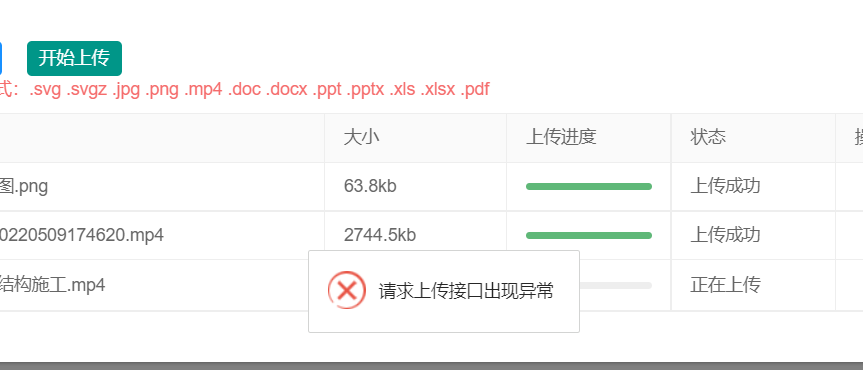 开始上传
式：.svg .svgz .jpg .png .mp4 .doc .docx .ppt .pptx .xls .xlsx .pdf
大小 上传进度 状态
图.png 63.8kb 上传成功
0220509174620.mp4 2744.5kb 上传成功
结构施工.mp4 正在上传
请求上传接口出现异常